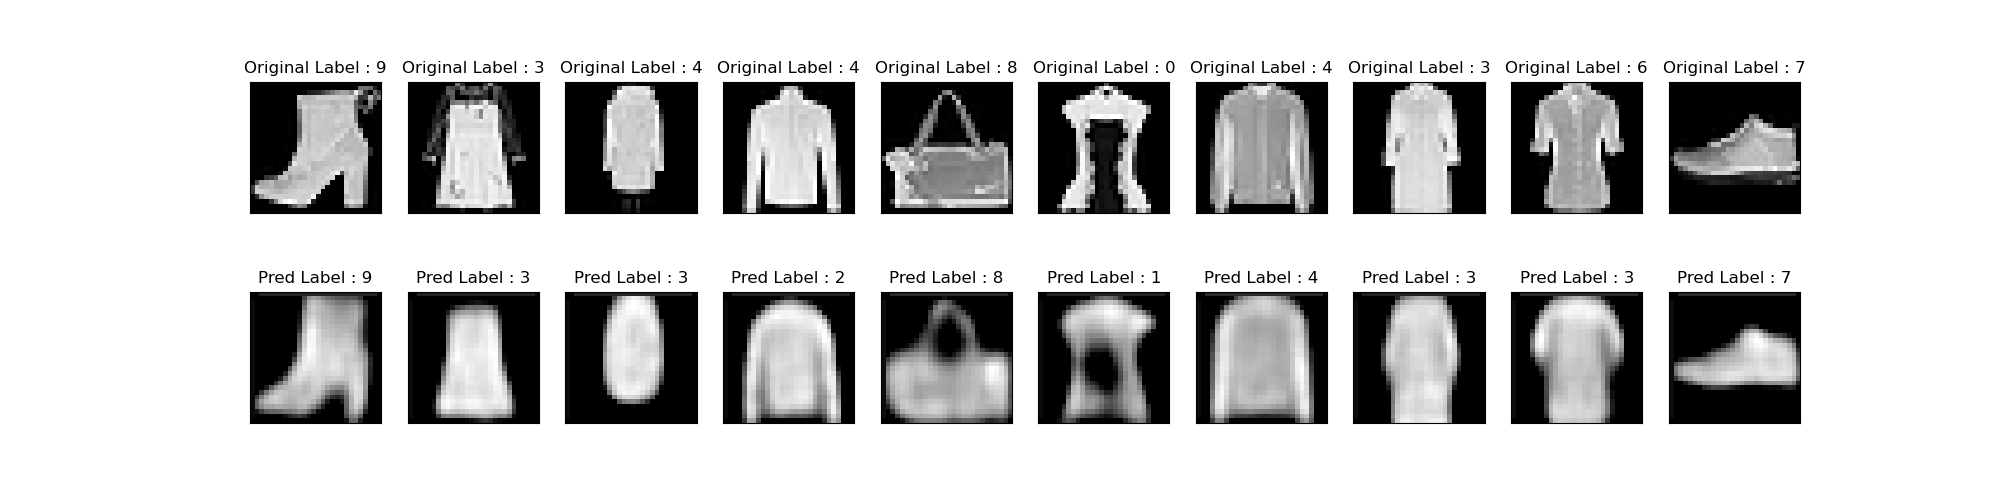 Original Label : 9 Original Label : 3 Original Label : 4 Original Label : 4 Original Label : 8 Original Label : 0 Original Label : 4 Original Label : 3 Original Label : 6 Original Label : 7
Pred Label : 9 Pred Label : 3 Pred Label : 3 Pred Label : 2 Pred Label : 8 Pred Label : 1 Pred Label : 4 Pred Label : 3 Pred Label : 3 Pred Label : 7